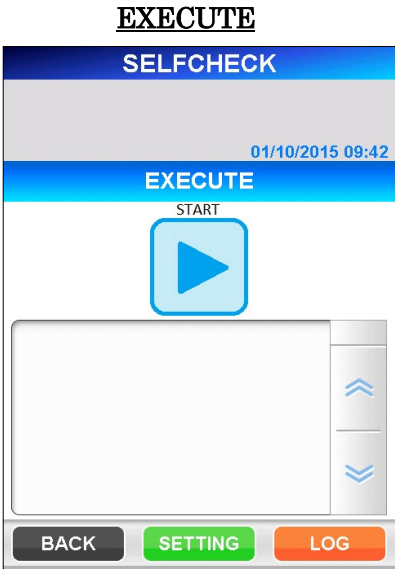 EXECUTE
SELFCHECK
01/10/2015 09:42
EXECUTE
START
BACK SETTING LOG